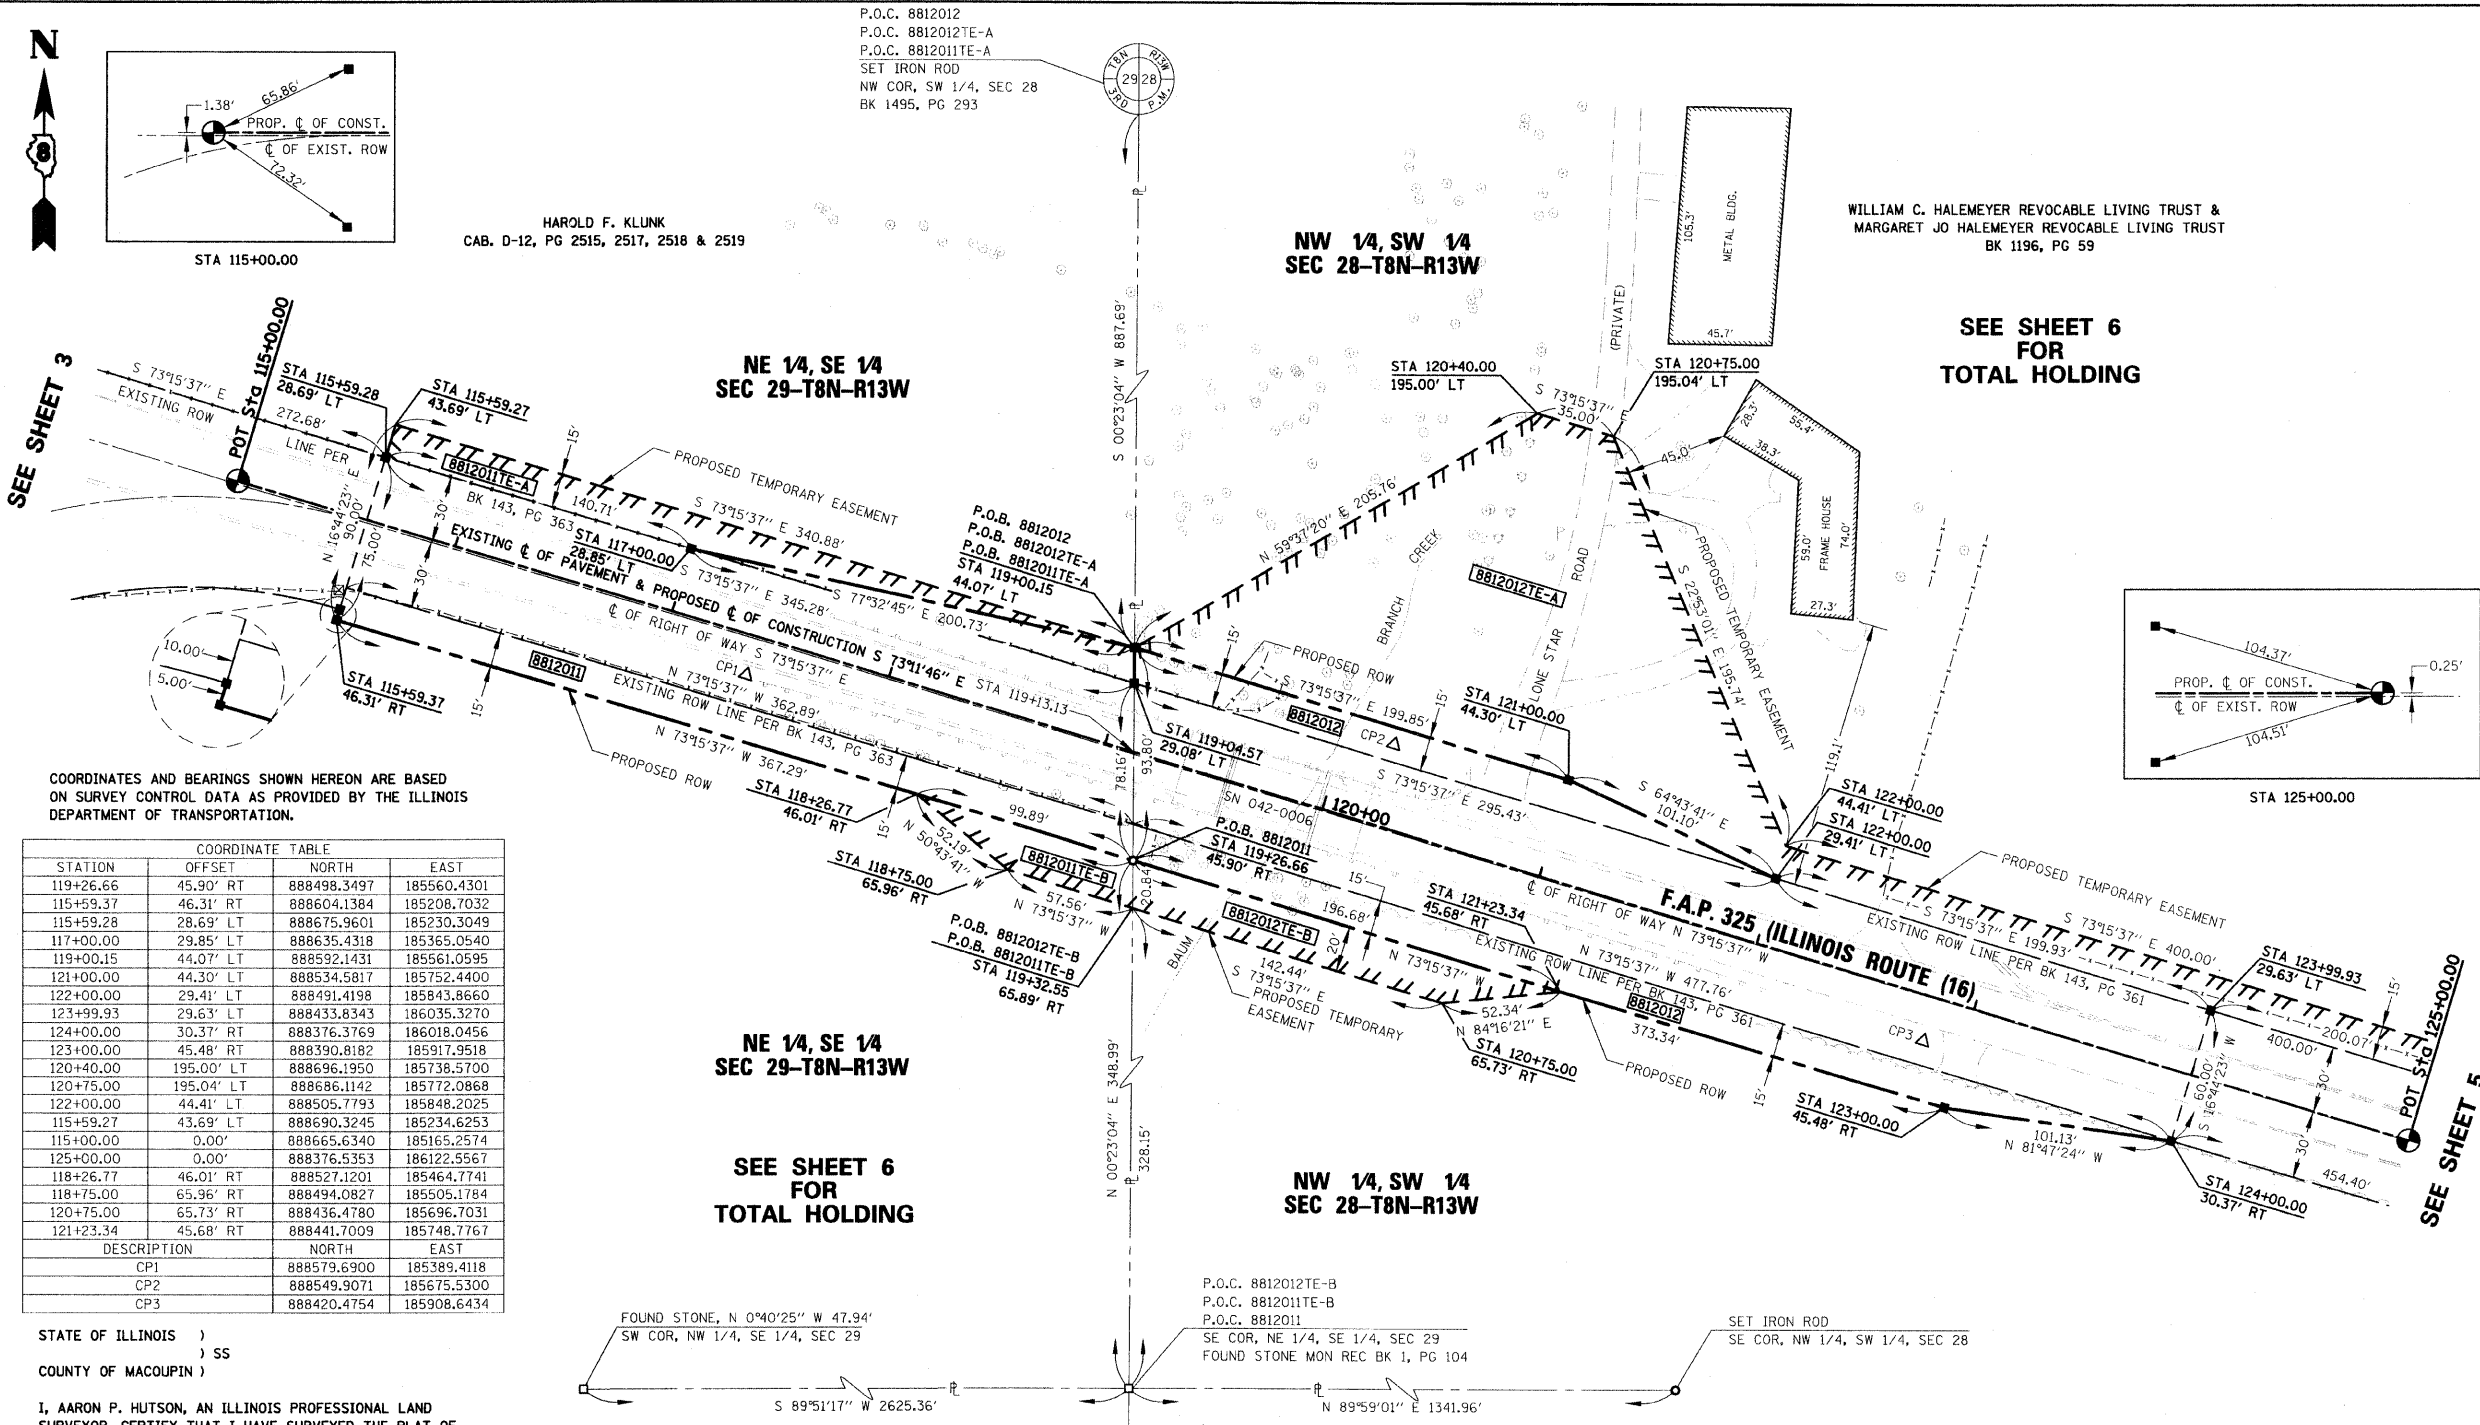 N
8
1.38'
65.86'
PROP. ℄ OF CONST.
℄ OF EXIST. ROW
72.32'
STA 115+00.00
P.O.C. 8812012
P.O.C. 8812012TE-A
P.O.C. 8812011TE-A
SET IRON ROD
NW COR, SW 1/4, SEC 28
BK 1495, PG 293
T8N R13W
29 28
3RD P.M.
HAROLD F. KLUNK
CAB. D-12, PG 2515, 2517, 2518 & 2519
NW 1/4, SW 1/4
SEC 28-T8N-R13W
105.3'
METAL BLDG.
45.7'
(PRIVATE)
WILLIAM C. HALEMEYER REVOCABLE LIVING TRUST &
MARGARET JO HALEMEYER REVOCABLE LIVING TRUST
BK 1196, PG 59
SEE SHEET 6
FOR
TOTAL HOLDING
SEE SHEET 3
POT Sta 115+00.00
S 73°15'37" E
EXISTING ROW
272.68'
LINE PER
STA 115+59.28
28.69' LT
STA 115+59.27
43.69' LT
NE 1/4, SE 1/4
SEC 29-T8N-R13W
S 00°23'04" W 887.69'
℄
STA 120+40.00
195.00' LT
S 73°15'37" E
35.00'
STA 120+75.00
195.04' LT
28.3'
55.4'
38.3'
45.0'
59.0'
FRAME HOUSE
74.0'
27.3'
15'
PROPOSED TEMPORARY EASEMENT
8812011TE-A
140.71'
BK 143, PG 363
S 73°15'37" E 340.88'
N 16°44'23" E
90.00'
75.00'
30'
30'
EXISTING ℄ OF PAVEMENT & PROPOSED ℄ OF CONSTRUCTION S 73°11'46" E
STA 117+00.00
28.85' LT
S 73°15'37" E 345.28'
S 77°32'45" E 200.73'
℄ OF RIGHT OF WAY S 73°15'37" E
STA 119+13.13
P.O.B. 8812012
P.O.B. 8812012TE-A
P.O.B. 8812011TE-A
STA 119+00.15
44.07' LT
N 59°37'20" E 205.76'
CREEK
BRANCH
8812012TE-A
ROAD
LONE STAR
PROPOSED TEMPORARY EASEMENT
S 22°53'01" E 195.74'
119.1'
104.37'
0.25'
PROP. ℄ OF CONST.
℄ OF EXIST. ROW
104.51'
STA 125+00.00
10.00'
5.00'
STA 115+59.37
46.31' RT
15'
8812011
CP1
N 73°15'37" W 362.89'
EXISTING ROW LINE PER BK 143, PG 363
N 73°15'37" W 367.29'
PROPOSED ROW
15'
PROPOSED ROW
S 73°15'37" E 199.85'
15'
8812012
CP2
STA 121+00.00
44.30' LT
STA 119+04.57
29.08' LT
78.16'
93.80'
S 73°15'37" E 295.43'
SN 042-0006
120+00
S 64°43'41" E
101.10'
STA 122+00.00
44.41' LT
STA 122+00.00
29.41' LT
PROPOSED TEMPORARY EASEMENT
S 73°15'37" E 400.00'
S 73°15'37" E 199.93'
EXISTING ROW LINE PER BK 143, PG 361
STA 123+99.93
29.63' LT
15'
POT Sta 125+00.00
SEE SHEET 5
200.07'
400.00'
30'
30'
S 16°44'23" W
60.00'
454.40'
STA 118+26.77
46.01' RT
15'
99.89'
52.19'
N 50°43'41" W
8812011TE-B
STA 118+75.00
65.96' RT
57.56'
N 73°15'37" W
20.84'
P.O.B. 8812011
STA 119+26.66
45.90' RT
15'
196.68'
8812012TE-B
20'
P.O.B. 8812012TE-B
P.O.B. 8812011TE-B
STA 119+32.55
65.89' RT
BAUM
142.44'
S 73°15'37" E
PROPOSED TEMPORARY
EASEMENT
STA 121+23.34
45.68' RT
℄ OF RIGHT OF WAY N 73°15'37" W
F.A.P. 325 (ILLINOIS ROUTE (16)
EXISTING ROW LINE PER BK 143, PG 361
N 73°15'37" W 477.76'
N 73°15'37" W
8812012
52.34'
N 84°16'21" E
373.34'
STA 120+75.00
65.73' RT
PROPOSED ROW
15'
CP3
STA 123+00.00
45.48' RT
101.13'
N 81°47'24" W
STA 124+00.00
30.37' RT
COORDINATES AND BEARINGS SHOWN HEREON ARE BASED
ON SURVEY CONTROL DATA AS PROVIDED BY THE ILLINOIS
DEPARTMENT OF TRANSPORTATION.
COORDINATE TABLE
STATION OFFSET NORTH EAST
119+26.66 45.90' RT 888498.3497 185560.4301
115+59.37 46.31' RT 888604.1384 185208.7032
115+59.28 28.69' LT 888675.9601 185230.3049
117+00.00 29.85' LT 888635.4318 185365.0540
119+00.15 44.07' LT 888592.1431 185561.0595
121+00.00 44.30' LT 888534.5817 185752.4400
122+00.00 29.41' LT 888491.4198 185843.8660
123+99.93 29.63' LT 888433.8343 186035.3270
124+00.00 30.37' RT 888376.3769 186018.0456
123+00.00 45.48' RT 888390.8182 185917.9518
120+40.00 195.00' LT 888696.1950 185738.5700
120+75.00 195.04' LT 888686.1142 185772.0868
122+00.00 44.41' LT 888505.7793 185848.2025
115+59.27 43.69' LT 888690.3245 185234.6253
115+00.00 0.00' 888665.6340 185165.2574
125+00.00 0.00' 888376.5353 186122.5567
118+26.77 46.01' RT 888527.1201 185464.7741
118+75.00 65.96' RT 888494.0827 185505.1784
120+75.00 65.73' RT 888436.4780 185696.7031
121+23.34 45.68' RT 888441.7009 185748.7767
DESCRIPTION NORTH EAST
CP1 888579.6900 185389.4118
CP2 888549.9071 185675.5300
CP3 888420.4754 185908.6434
NE 1/4, SE 1/4
SEC 29-T8N-R13W
SEE SHEET 6
FOR
TOTAL HOLDING
N 00°23'04" E 348.99'
328.15'
NW 1/4, SW 1/4
SEC 28-T8N-R13W
STATE OF ILLINOIS )
) SS
COUNTY OF MACOUPIN )
FOUND STONE, N 0°40'25" W 47.94'
SW COR, NW 1/4, SE 1/4, SEC 29
P.O.C. 8812012TE-B
P.O.C. 8812011TE-B
P.O.C. 8812011
SE COR, NE 1/4, SE 1/4, SEC 29
FOUND STONE MON REC BK 1, PG 104
SET IRON ROD
SE COR, NW 1/4, SW 1/4, SEC 28
S 89°51'17" W 2625.36'
N 89°59'01" E 1341.96'
I, AARON P. HUTSON, AN ILLINOIS PROFESSIONAL LAND
SURVEYOR, CERTIFY THAT I HAVE SURVEYED THE PLAT OF